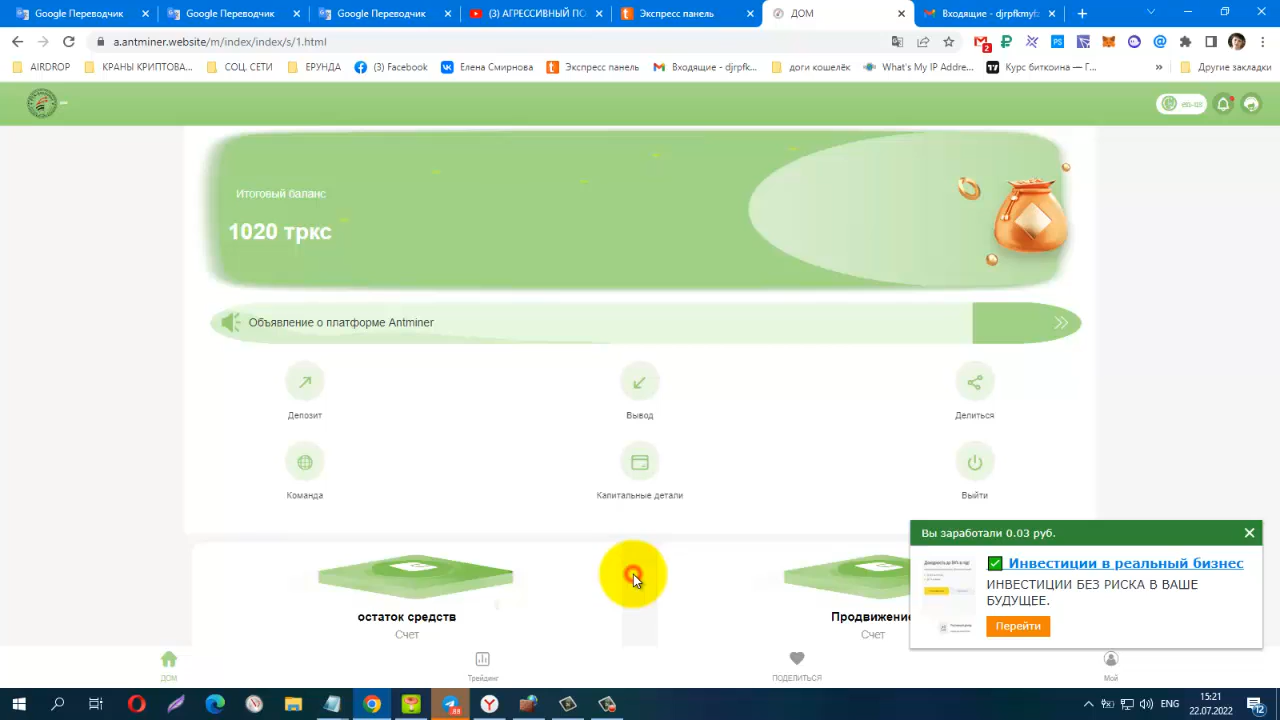 Google Переводчик
Google Переводчик
Google Переводчик
(3) АГРЕССИВНЫЙ ПО
Экспресс панель
ДОМ
Входящие - djrpfkmyfz
a.antminer.website/m/index/index/s/1.html
AIRDROP
КРАНЫ КРИПТОВА...
СОЦ. СЕТИ
ЕРУНДА
(3) Facebook
Елена Смирнова
Экспресс панель
Входящие - djrpfk...
доги кошелёк
What's My IP Addre...
Курс биткоина — Г...
Другие закладки
en-us
Итоговый баланс
1020 тркс
Объявление о платформе Antminer
Депозит
Вывод
Делиться
Команда
Капитальные детали
Выйти
Вы заработали 0.03 руб.
Инвестиции в реальный бизнес
ИНВЕСТИЦИИ БЕЗ РИСКА В ВАШЕ
БУДУЩЕЕ.
Перейти
остаток средств
Счет
Продвижение
Счет
ДОМ
Трейдинг
ПОДЕЛИТЬСЯ
Мой
ENG
15:21
22.07.2022